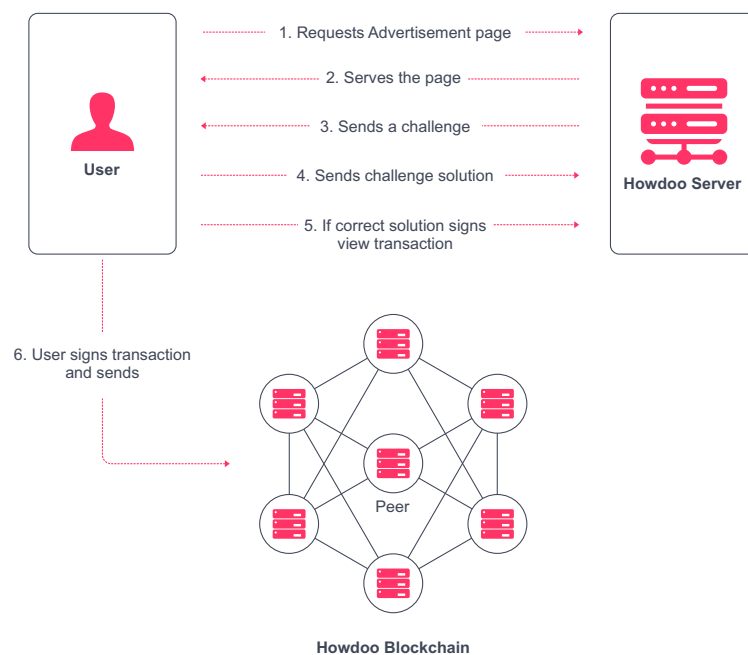 1. Requests Advertisement page
2. Serves the page
3. Sends a challenge
User
4. Sends challenge solution
Howdoo Server
5. If correct solution signs
view transaction
6. User signs transaction
and sends
Peer
Howdoo Blockchain